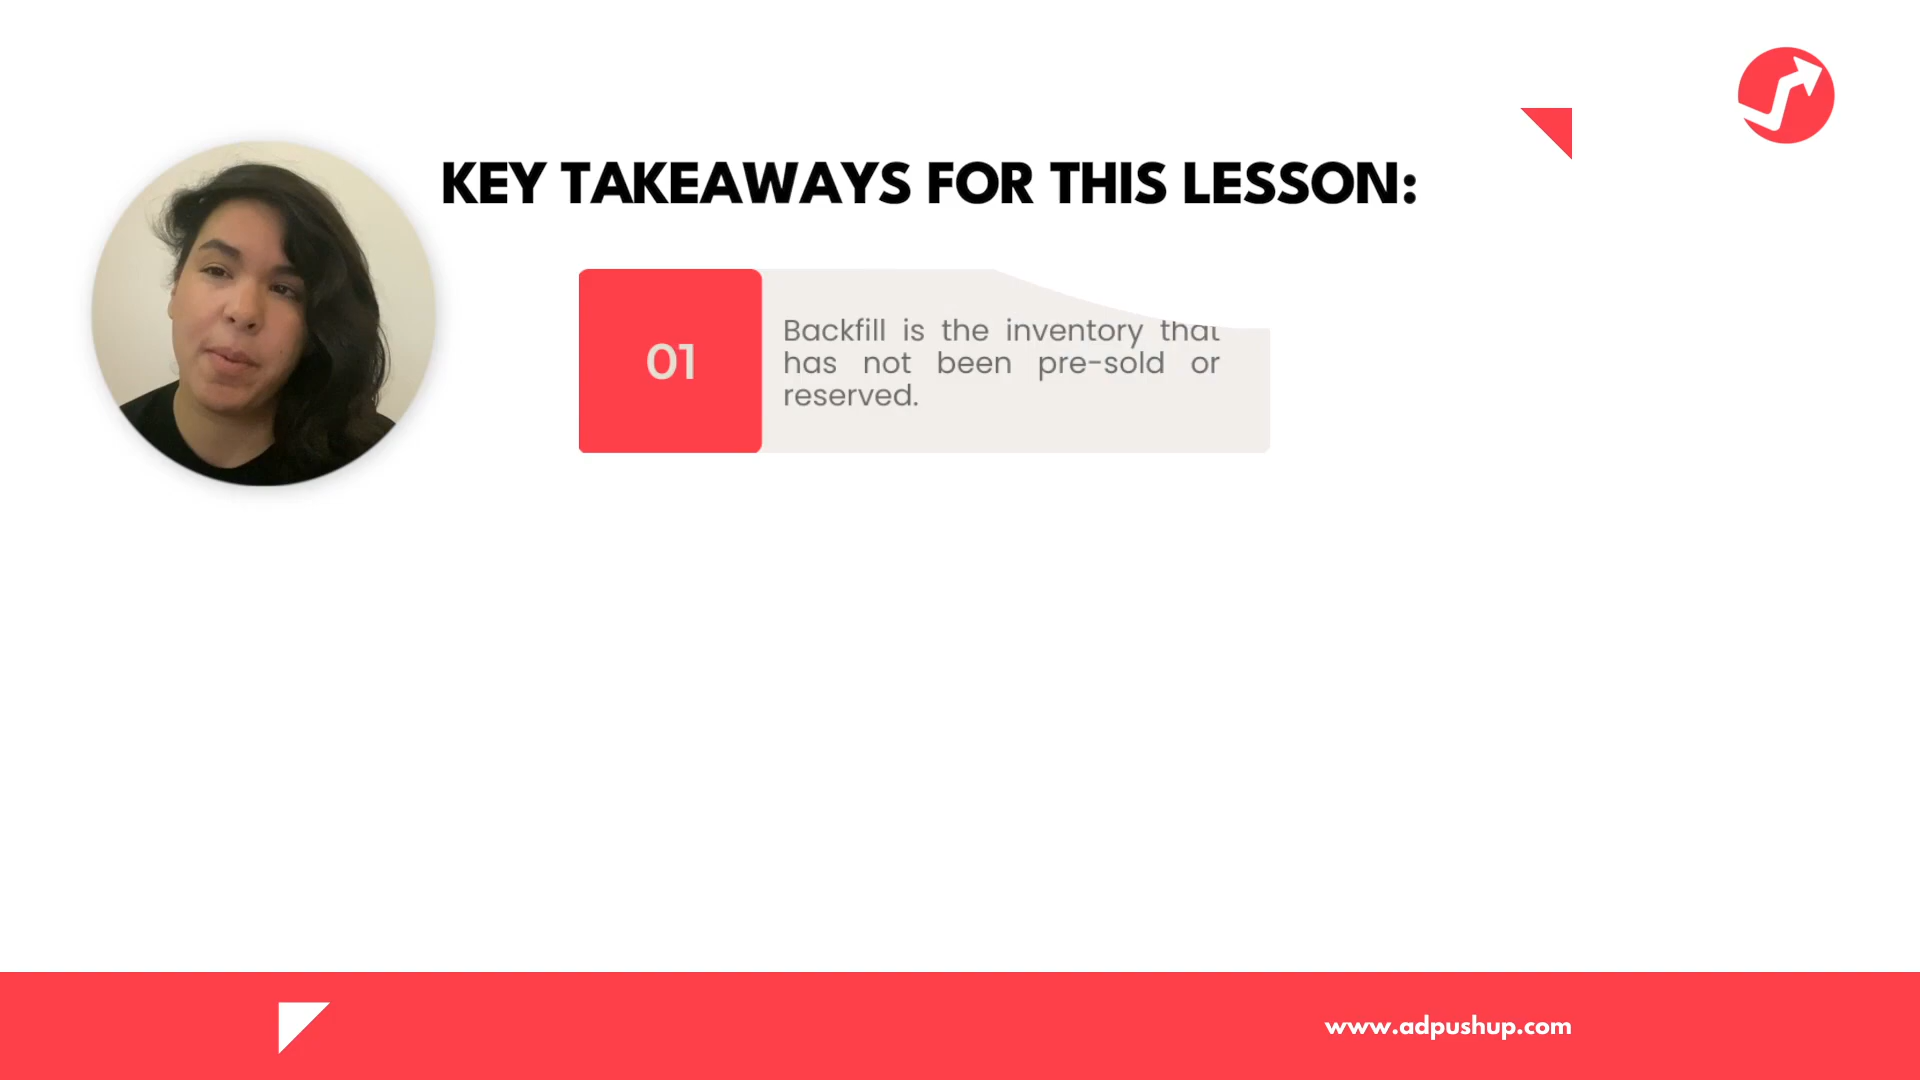 KEY TAKEAWAYS FOR THIS LESSON:
01
Backfill is the inventory that
has not been pre-sold or
reserved.
www.adpushup.com